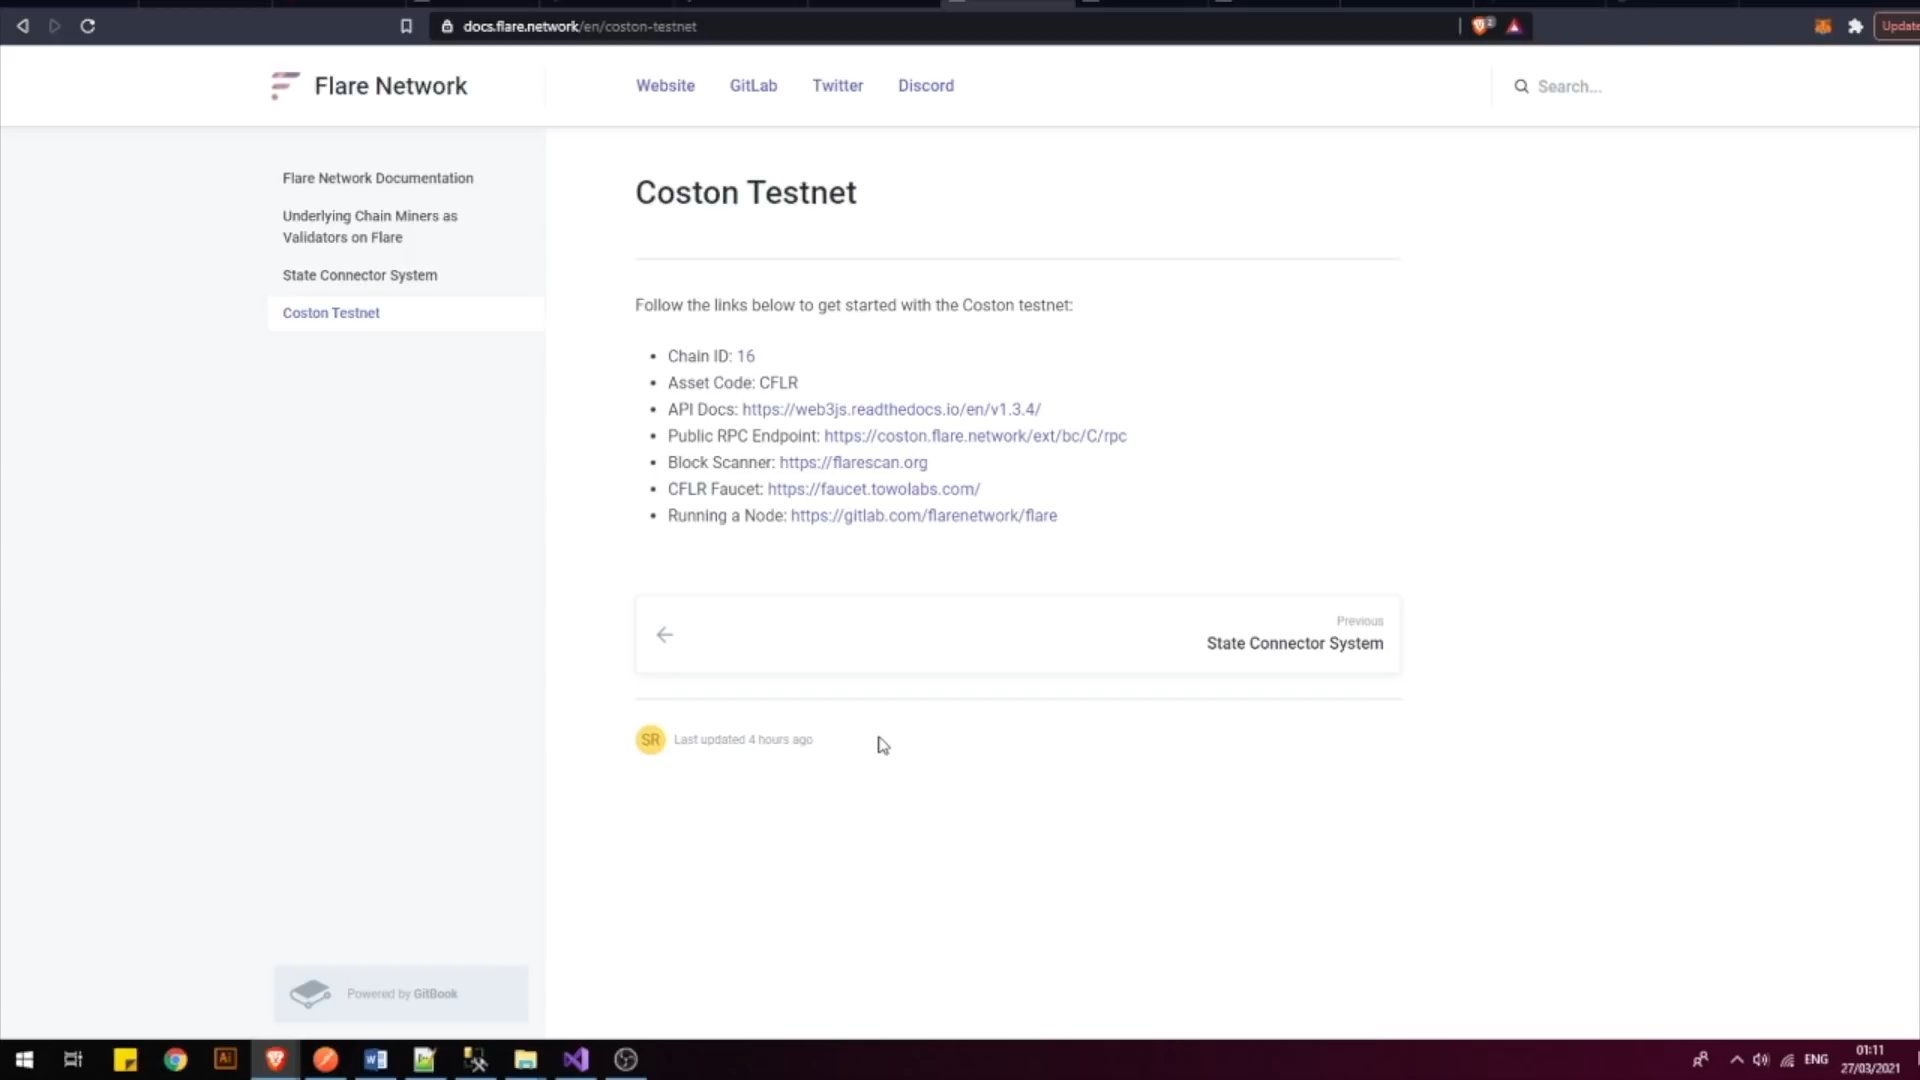 docs.flare.network/en/coston-testnet
2
Update
Flare Network
Website
GitLab
Twitter
Discord
Search...
Flare Network Documentation
Underlying Chain Miners as
Validators on Flare
State Connector System
Coston Testnet
Coston Testnet
Follow the links below to get started with the Coston testnet:
• Chain ID: 16
• Asset Code: CFLR
• API Docs: https://web3js.readthedocs.io/en/v1.3.4/
• Public RPC Endpoint: https://coston.flare.network/ext/bc/C/rpc
• Block Scanner: https://flarescan.org
• CFLR Faucet: https://faucet.towolabs.com/
• Running a Node: https://gitlab.com/flarenetwork/flare
Previous
State Connector System
SR
Last updated 4 hours ago
Powered by GitBook
Ai
ENG
01:11
27/03/2021